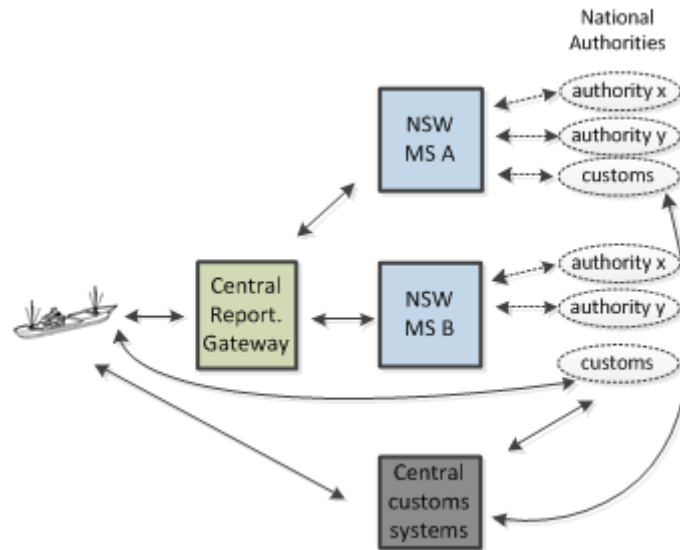 National
Authorities
authority x
authority y
customs
NSW
MS A
authority x
authority y
customs
NSW
MS B
Central
Report.
Gateway
Central
customs
systems